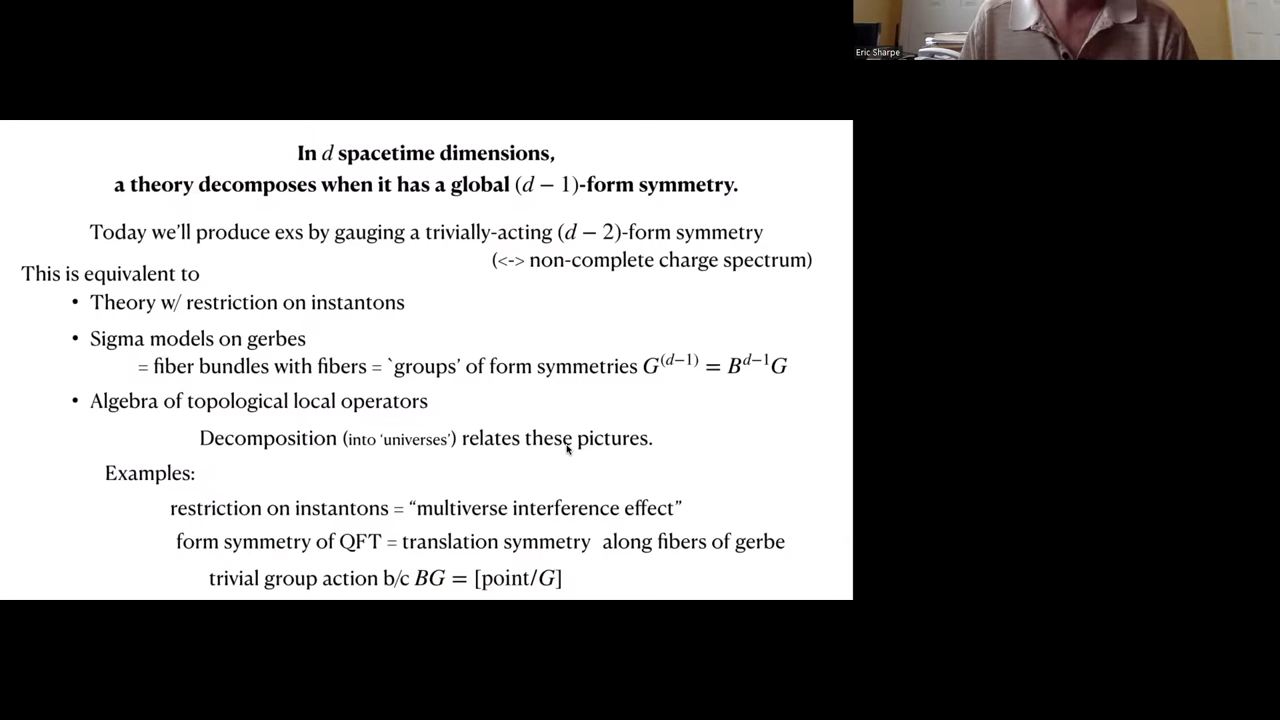 Eric Sharpe
In d spacetime dimensions,
a theory decomposes when it has a global (d − 1)-form symmetry.
Today we'll produce exs by gauging a trivially-acting (d − 2)-form symmetry
(<-> non-complete charge spectrum)
This is equivalent to
• Theory w/ restriction on instantons
• Sigma models on gerbes
= fiber bundles with fibers = `groups' of form symmetries G^(d−1) = B^d−1 G
• Algebra of topological local operators
Decomposition (into 'universes') relates these pictures.
Examples:
restriction on instantons = “multiverse interference effect”
form symmetry of QFT = translation symmetry along fibers of gerbe
trivial group action b/c BG = [point/G]